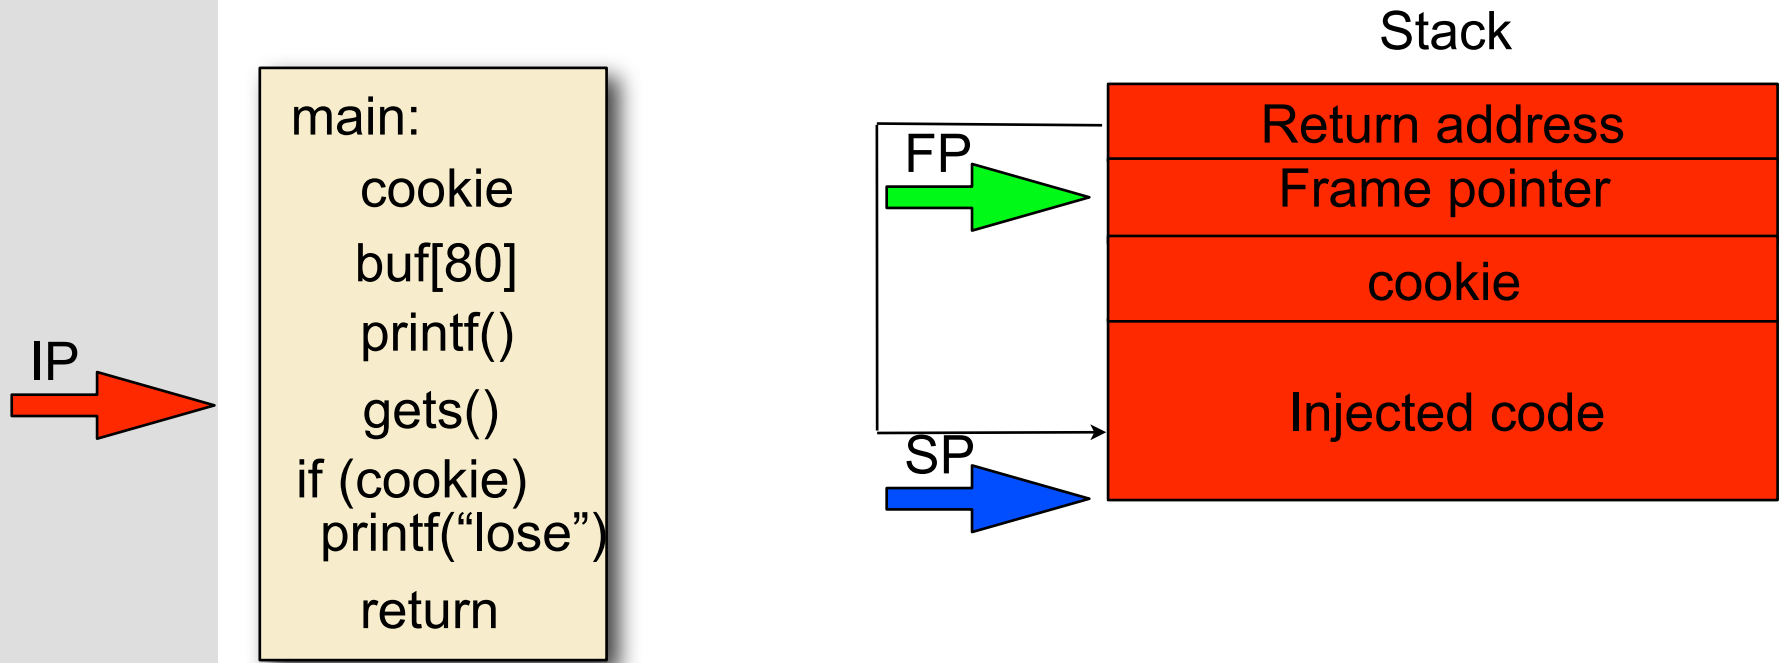 Stack
main:
cookie
buf[80]
printf()
gets()
if (cookie)
printf(“lose”)
return
IP
FP
SP
Return address
Frame pointer
cookie
Injected code